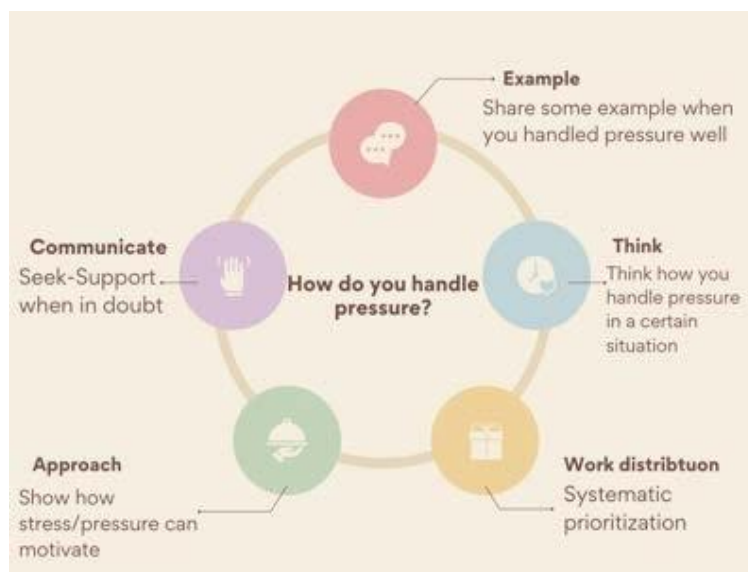 Example
Share some example when
you handled pressure well
Communicate
Seek-Support
when in doubt
How do you handle
pressure?
Think
Think how you
handle pressure
in a certain
situation
Approach
Show how
stress/pressure can
motivate
Work distribtuon
Systematic
prioritization